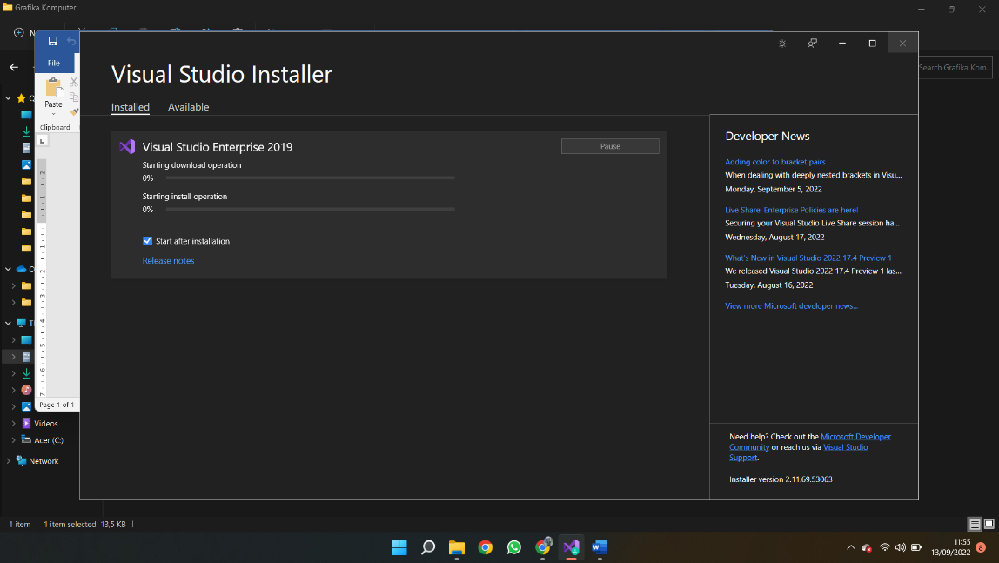 Grafika Komputer
File
Paste
Clipboard
Page 1 of 1
Videos
Acer (C:)
Network
1 item
1 item selected 13,5 KB
Search Grafika Kom...
Visual Studio Installer
Installed
Available
Visual Studio Enterprise 2019
Pause
Starting download operation
0%
Starting install operation
0%
Start after installation
Release notes
Developer News
Adding color to bracket pairs
When dealing with deeply nested brackets in Visu...
Monday, September 5, 2022
Live Share: Enterprise Policies are here!
Securing your Visual Studio Live Share session ha...
Wednesday, August 17, 2022
What's New in Visual Studio 2022 17.4 Preview 1
We released Visual Studio 2022 17.4 Preview 1 las...
Tuesday, August 16, 2022
View more Microsoft developer news...
Need help? Check out the Microsoft Developer
Community or reach us via Visual Studio
Support.
Installer version 2.11.69.53063
11:55
13/09/2022
8